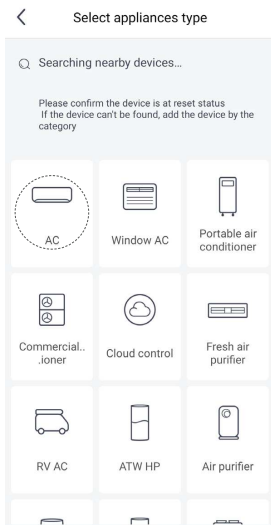 Select appliances type
Searching nearby devices...
Please confirm the device is at reset status
If the device can't be found, add the device by the
category
AC
Window AC
Portable air
conditioner
Commercial..
.ioner
Cloud control
Fresh air
purifier
RV AC
ATW HP
Air purifier